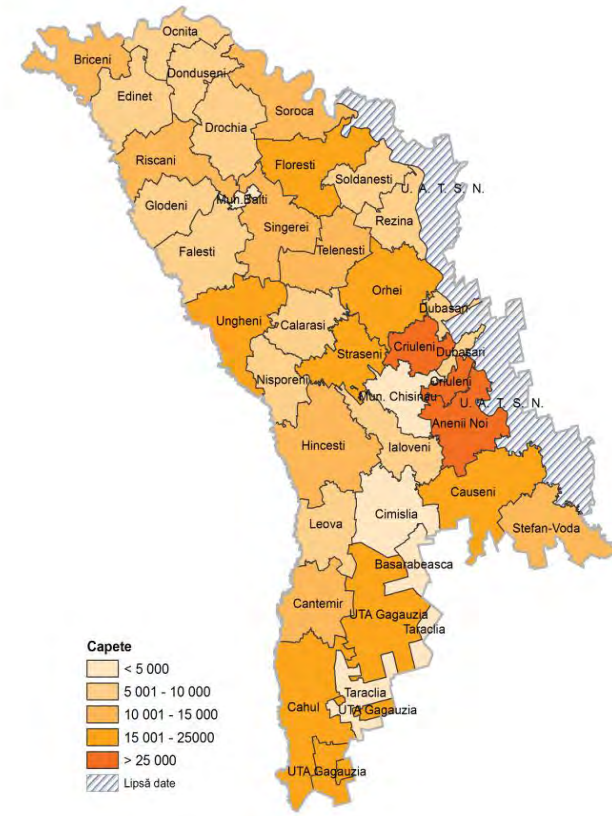 Ocnita
Briceni
Donduseni
Edinet
Soroca
Drochia
Riscani
Floresti
Soldanesti
U. A. T. S. N.
Glodeni
Mun.Balti
Rezina
Singerei
Falesti
Telenesti
Orhei
Dubasari
Ungheni
Calarasi
Criuleni
Straseni
Dubasari
Nisporeni
Criuleni
Mun. Chisinau
U. A. T. S. N.
Anenii Noi
Hincesti
Ialoveni
Causeni
Cimislia
Leova
Stefan-Voda
Basarabeasca
Cantemir
UTA Gagauzia
Taraclia
Capete
< 5 000
5 001 - 10 000
10 001 - 15 000
15 001 - 25000
> 25 000
Lipsă date
Taraclia
Cahul
UTA Gagauzia
UTA Gagauzia